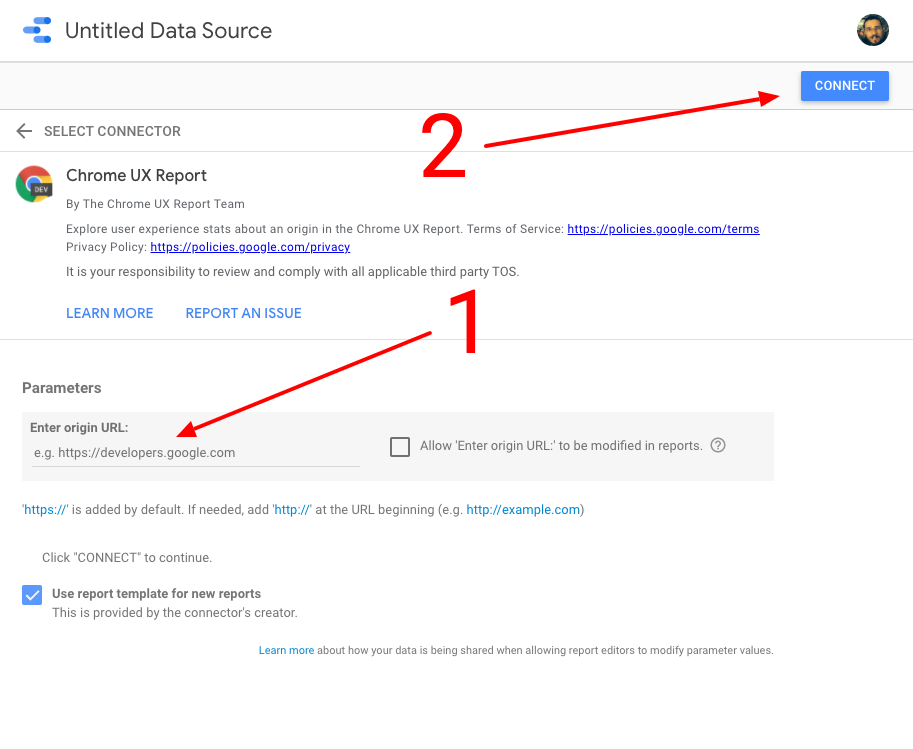 Untitled Data Source
CONNECT
SELECT CONNECTOR
2
Chrome UX Report
DEV
By The Chrome UX Report Team
Explore user experience stats about an origin in the Chrome UX Report. Terms of Service: https://policies.google.com/terms
Privacy Policy: https://policies.google.com/privacy
It is your responsibility to review and comply with all applicable third party TOS.
1
LEARN MORE REPORT AN ISSUE
Parameters
Enter origin URL:
e.g. https://developers.google.com
Allow 'Enter origin URL:' to be modified in reports. ?
'https://' is added by default. If needed, add 'http://' at the URL beginning (e.g. http://example.com)
Click "CONNECT" to continue.
Use report template for new reports
This is provided by the connector's creator.
Learn more about how your data is being shared when allowing report editors to modify parameter values.